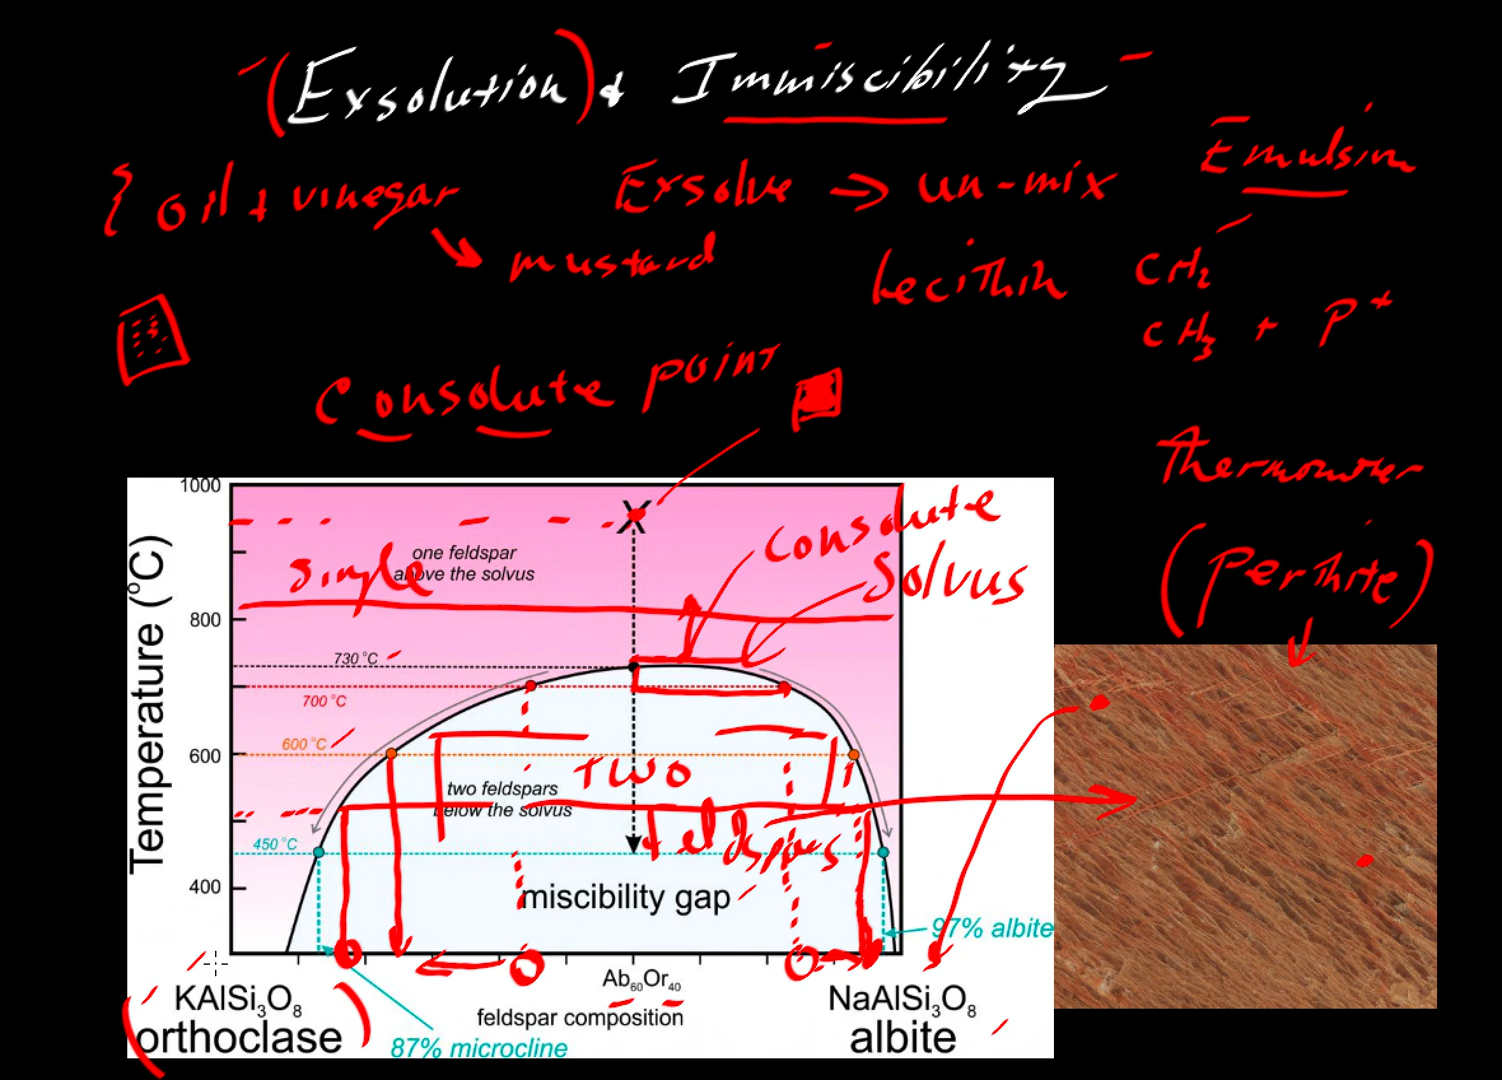 (Exsolution) & Immiscibility
Emulsion
oil + vinegar
Exsolve → un-mix
mustard
Lecithin
CH2
CH3 + P+
Consolute point
Thermometer
(Perthite)
Temperature (°C)
1000
800
600
400
one feldspar
above the solvus
Single
Consolute
Solvus
730 °C
700 °C
600 °C
450 °C
two feldspars
below the solvus
TWO
feldspars
miscibility gap
97% albite
Ab60Or40
KAlSi3O8
(orthoclase)
feldspar composition
NaAlSi3O8
albite
87% microcline